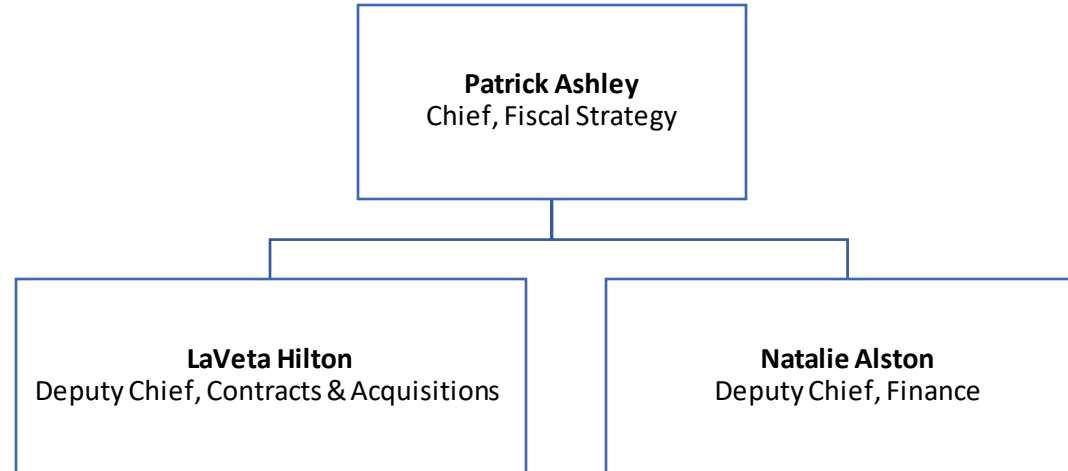 Patrick Ashley
Chief, Fiscal Strategy
LaVeta Hilton
Deputy Chief, Contracts & Acquisitions
Natalie Alston
Deputy Chief, Finance